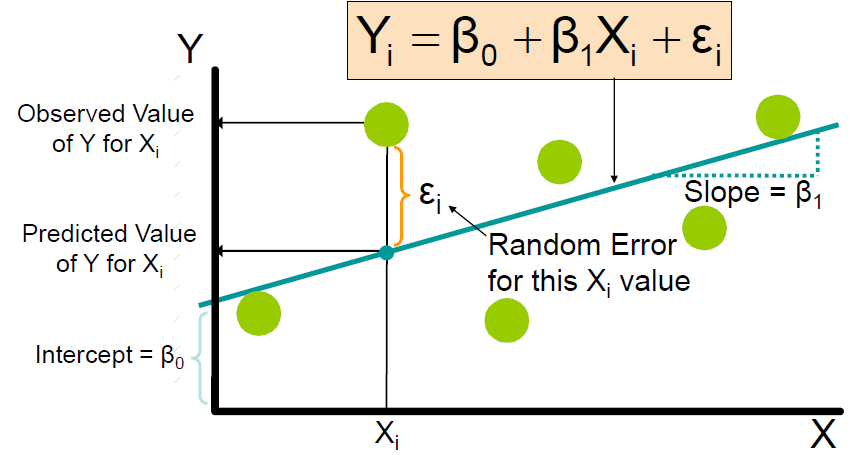 Yᵢ = β₀ + β₁Xᵢ + εᵢ
Y
Observed Value
of Y for Xᵢ
εᵢ
Slope = β₁
Predicted Value
of Y for Xᵢ
Random Error
for this Xᵢ value
Intercept = β₀
Xᵢ
X